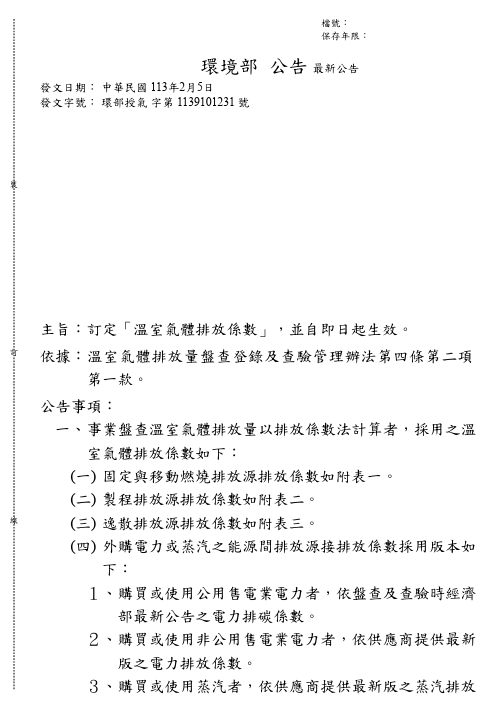 檔號：
保存年限：
環境部 公告 最新公告
發文日期： 中華民國 113年2月5日
發文字號： 環部授氣 字第 1139101231 號
裝
主旨：訂定「溫室氣體排放係數」，並自即日起生效。
訂
依據：溫室氣體排放量盤查登錄及查驗管理辦法第四條第二項
第一款。
公告事項：
一、事業盤查溫室氣體排放量以排放係數法計算者，採用之溫
室氣體排放係數如下：
(一) 固定與移動燃燒排放源排放係數如附表一。
(二) 製程排放源排放係數如附表二。
(三) 逸散排放源排放係數如附表三。
線
(四) 外購電力或蒸汽之能源間排放源接排放係數採用版本如
下：
１、購買或使用公用售電業電力者，依盤查及查驗時經濟
部最新公告之電力排碳係數。
２、購買或使用非公用售電業電力者，依供應商提供最新
版之電力排放係數。
３、購買或使用蒸汽者，依供應商提供最新版之蒸汽排放